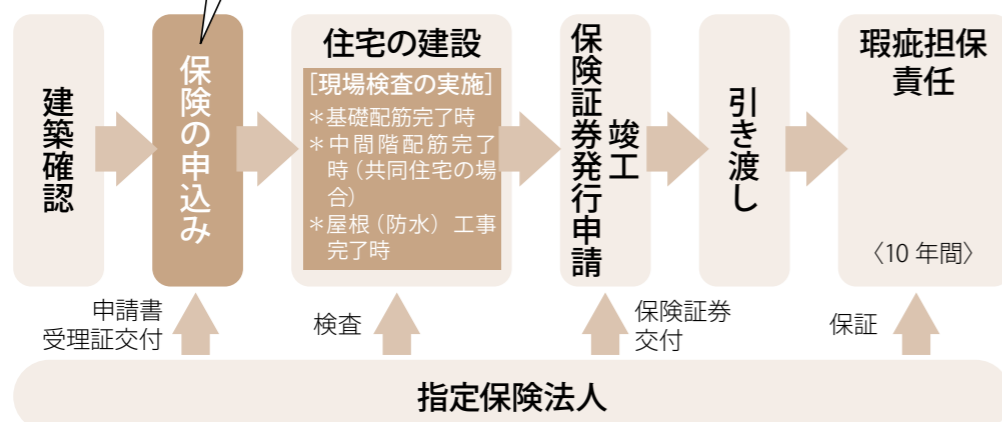 建築確認
保険の申込み
住宅の建設
［現場検査の実施］
＊基礎配筋完了時
＊中間階配筋完了
時（共同住宅の場
合）
＊屋根（防水）工事
完了時
竣工
保険証券発行申請
引き渡し
瑕疵担保
責任
〈10 年間〉
申請書
受理証交付
検査
保険証券
交付
保証
指定保険法人